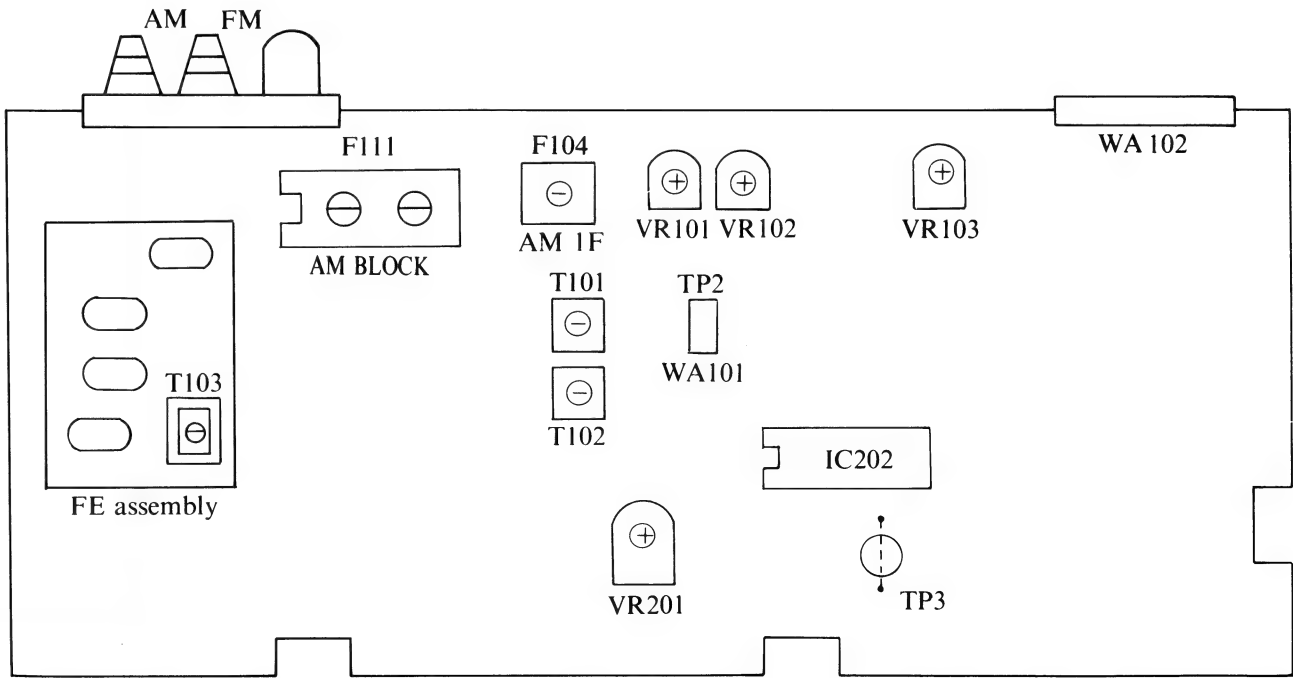 AM FM
F111
F104
WA 102
VR101 VR102
VR103
AM 1F
AM BLOCK
T101
TP2
WA101
T103
T102
IC202
FE assembly
VR201
TP3